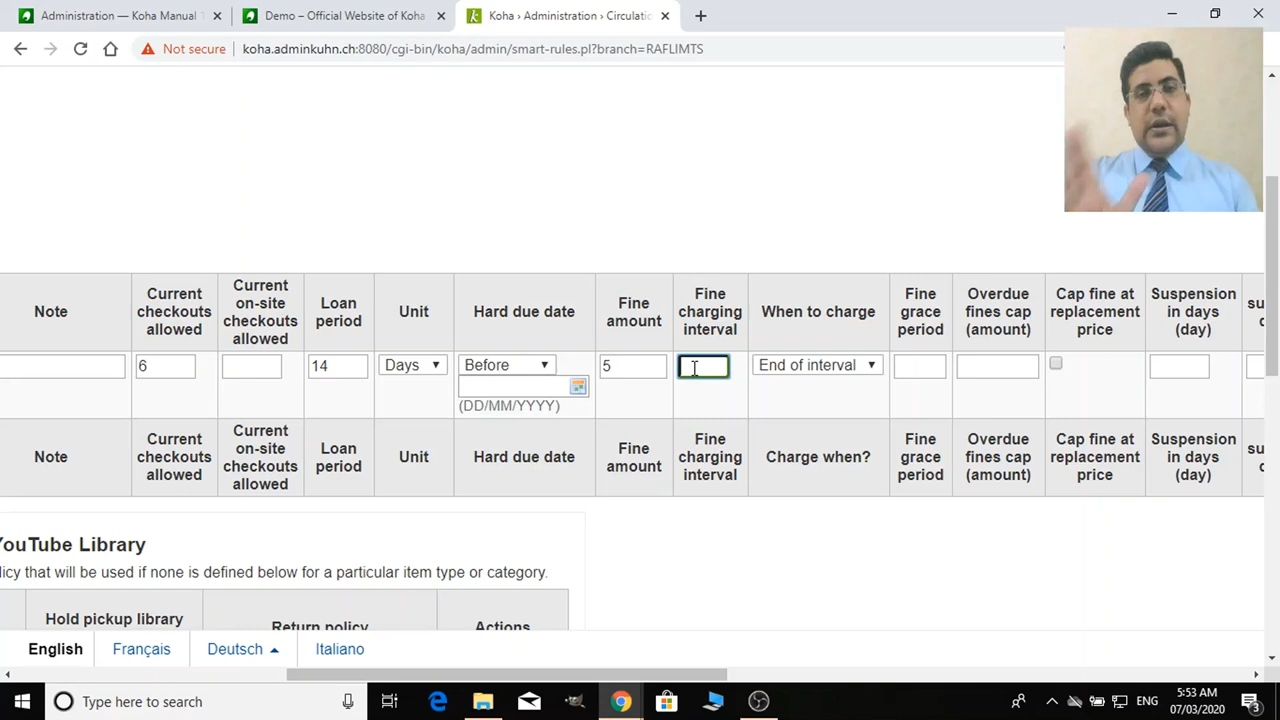 Administration — Koha Manual
Demo – Official Website of Koha
Koha › Administration › Circulatio
Not secure
koha.adminkuhn.ch:8080/cgi-bin/koha/admin/smart-rules.pl?branch=RAFLIMTS
Note
Current checkouts allowed
Current on-site checkouts allowed
Loan period
Unit
Hard due date
Fine amount
Fine charging interval
When to charge
Fine grace period
Overdue fines cap (amount)
Cap fine at replacement price
Suspension in days (day)
su
d
6
14
Days
Before
(DD/MM/YYYY)
5
End of interval
Note
Current checkouts allowed
Current on-site checkouts allowed
Loan period
Unit
Hard due date
Fine amount
Fine charging interval
Charge when?
Fine grace period
Overdue fines cap (amount)
Cap fine at replacement price
Suspension in days (day)
su
d
YouTube Library
licy that will be used if none is defined below for a particular item type or category.
Hold pickup library
Return policy
Actions
English
Français
Deutsch
Italiano
Type here to search
ENG
5:53 AM
07/03/2020
3